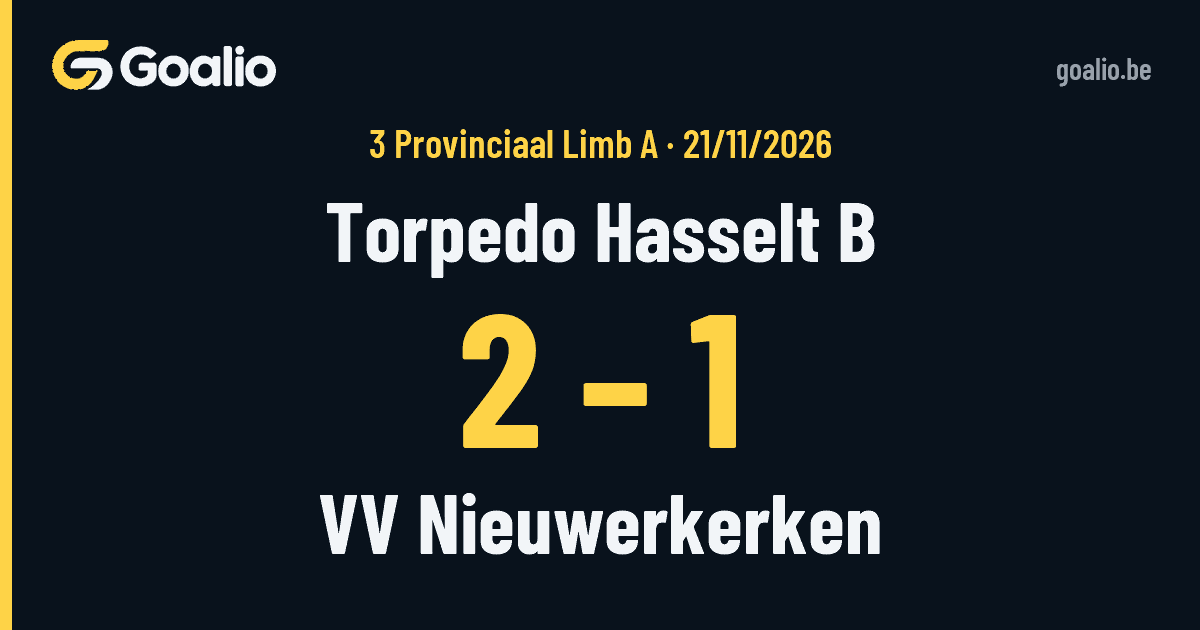 Goalio
goalio.be
3 Provinciaal Limb A · 21/11/2026
Torpedo Hasselt B
2 – 1
VV Nieuwerkerken